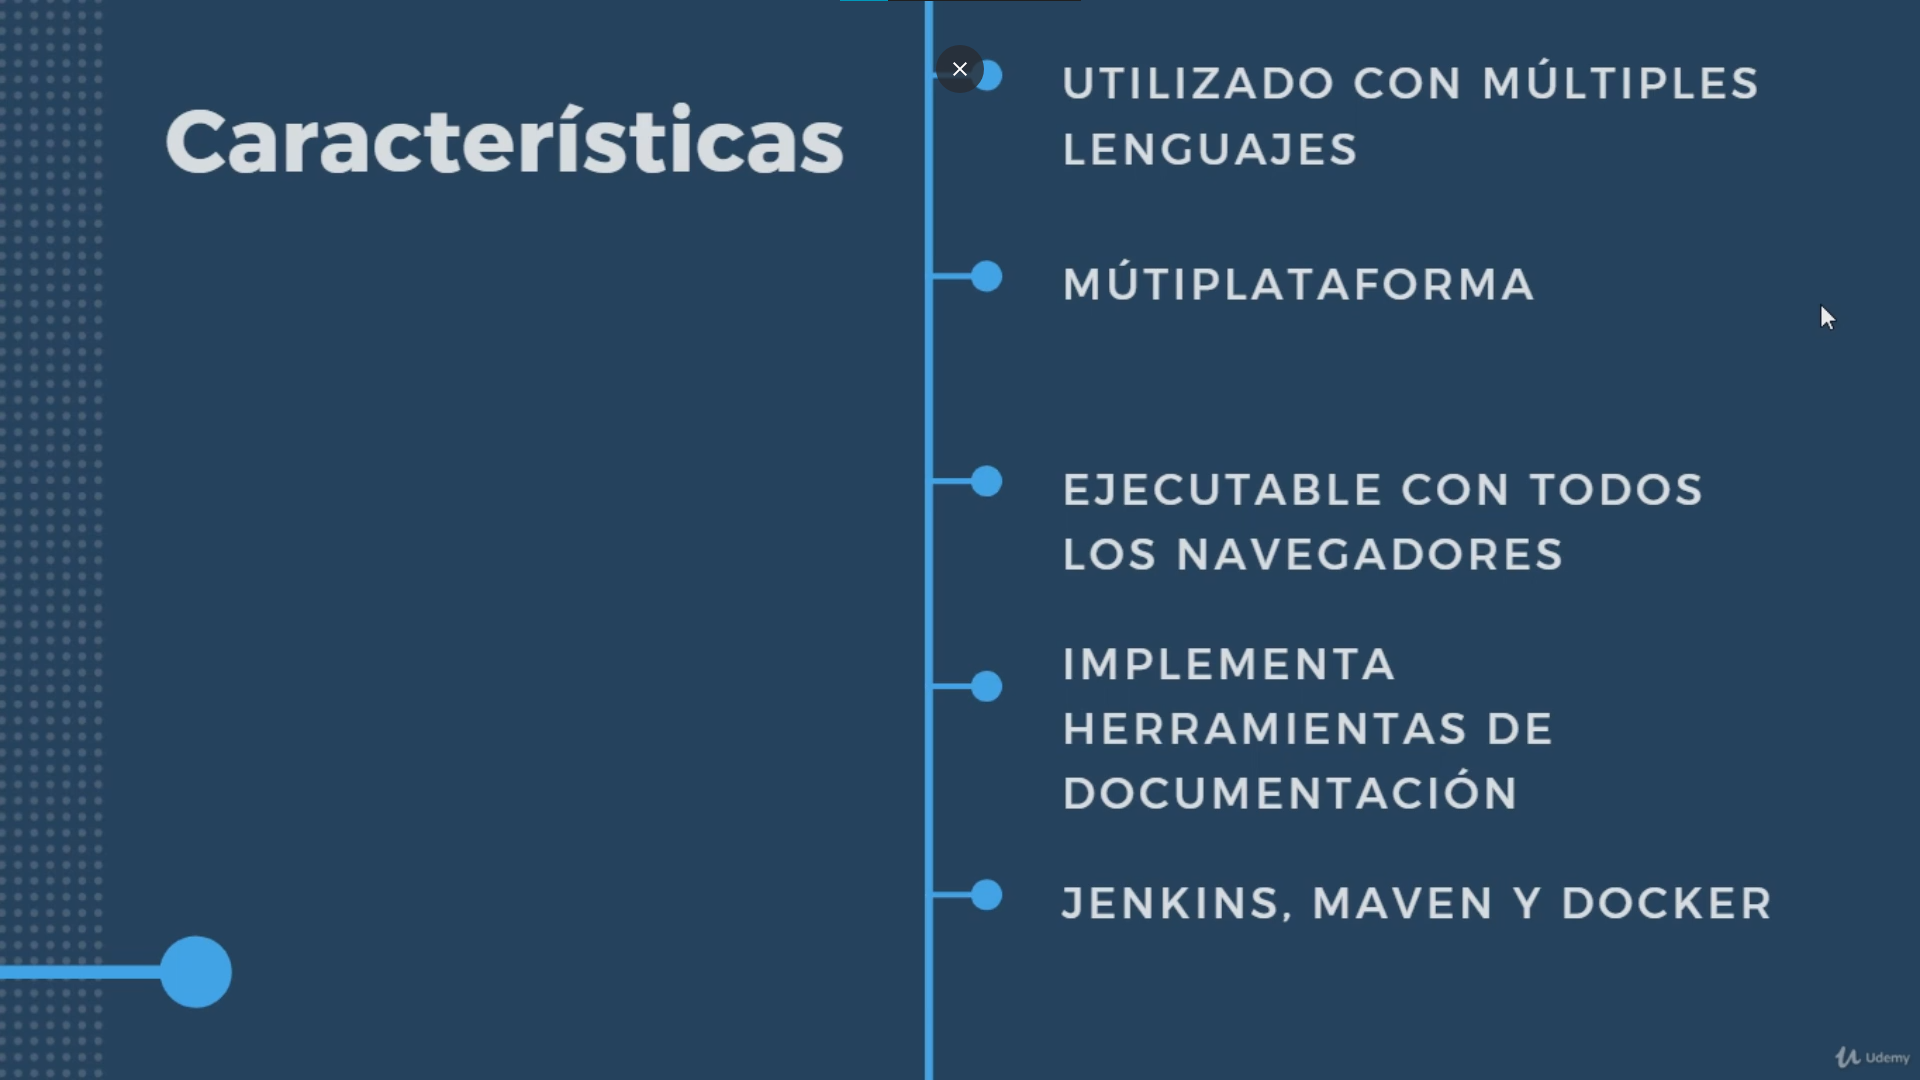 Características
UTILIZADO CON MÚLTIPLES
LENGUAJES
MÚTIPLATAFORMA
EJECUTABLE CON TODOS
LOS NAVEGADORES
IMPLEMENTA
HERRAMIENTAS DE
DOCUMENTACIÓN
JENKINS, MAVEN Y DOCKER
Udemy